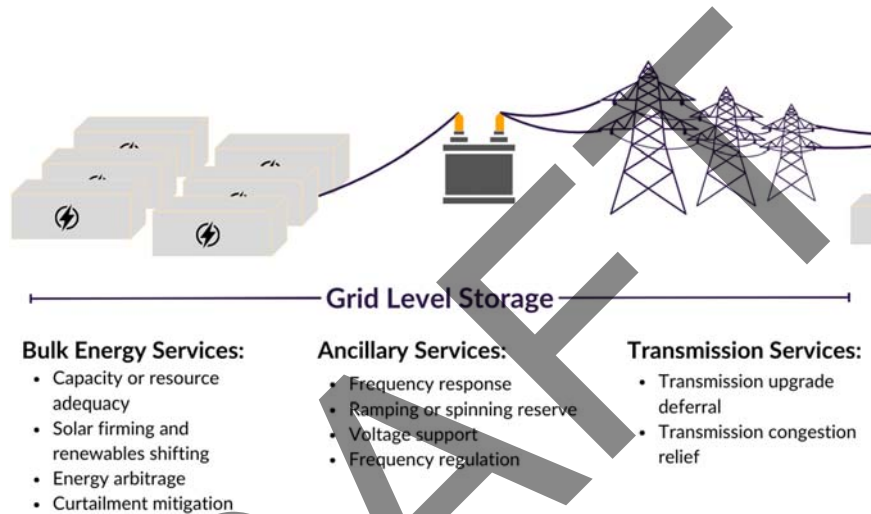 Grid Level Storage
Bulk Energy Services:
• Capacity or resource
adequacy
• Solar firming and
renewables shifting
• Energy arbitrage
• Curtailment mitigation
Ancillary Services:
• Frequency response
• Ramping or spinning reserve
• Voltage support
• Frequency regulation
Transmission Services:
• Transmission upgrade
deferral
• Transmission congestion
relief
AFT